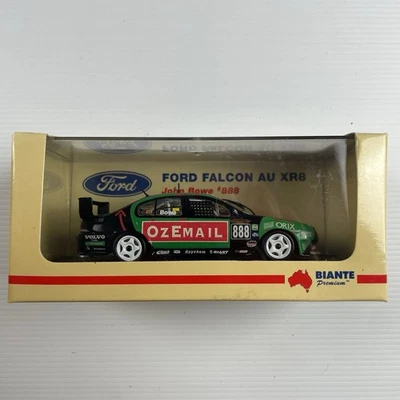 FORD FALCON AU XR8
Ford
John Bowe #888
Bowe
OZEMAIL
888
ORIX
VOLVO
BIANTE
Premium